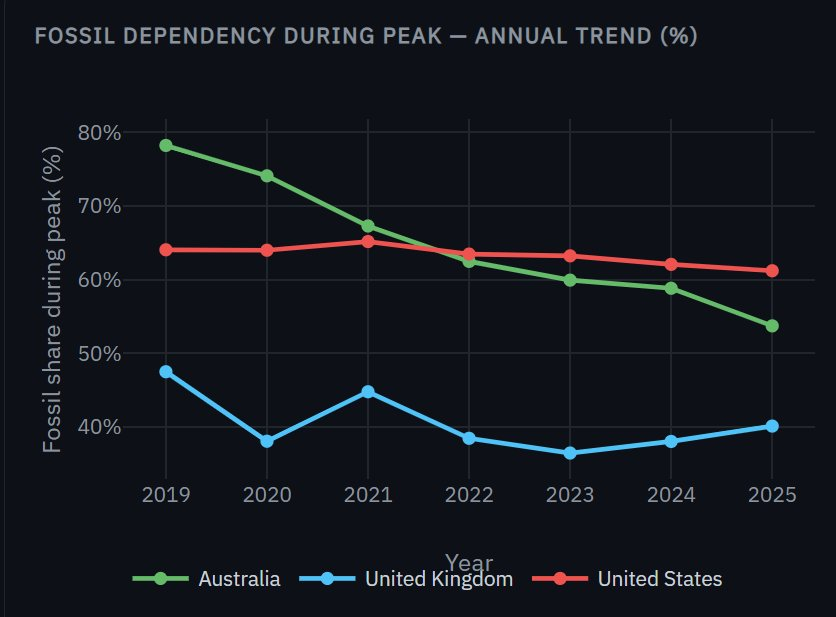 FOSSIL DEPENDENCY DURING PEAK — ANNUAL TREND (%)
Fossil share during peak (%)
80%
70%
60%
50%
40%
2019 2020 2021 2022 2023 2024 2025
Year
Australia United Kingdom United States